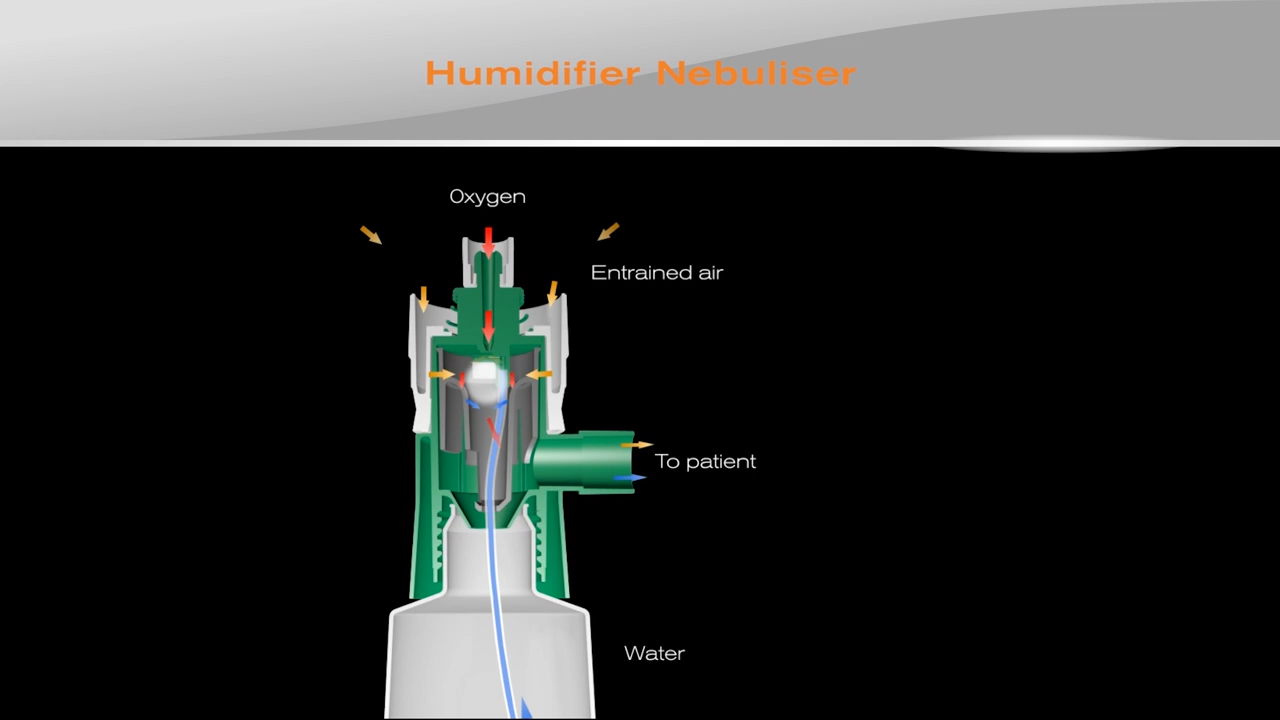 Humidifier Nebuliser
Oxygen
Entrained air
To patient
Water